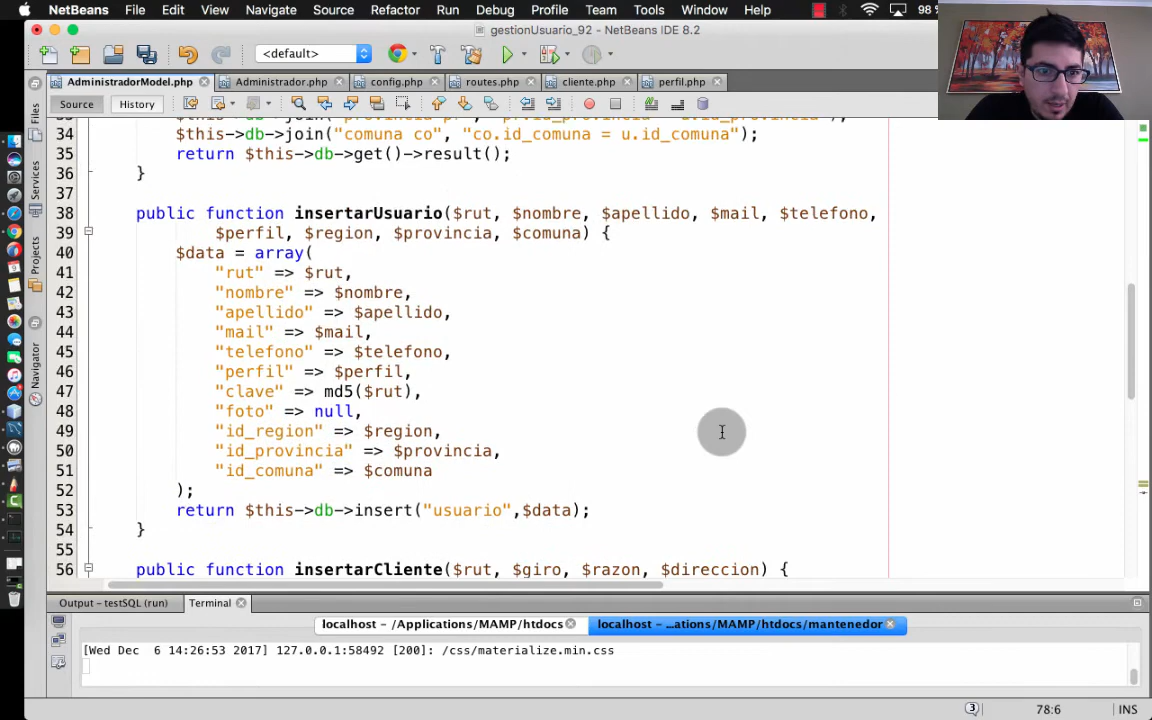 NetBeans File Edit View Navigate Source Refactor Run Debug Profile Team Tools Window Help 98 %
gestionUsuario_92 - NetBeans IDE 8.2
<default>
AdministradorModel.php Administrador.php config.php routes.php cliente.php perfil.php
Source History
Files
Services
Projects
Navigator
34 $this->db->join("comuna co", "co.id_comuna = u.id_comuna");
35 return $this->db->get()->result();
36 }
37
38 public function insertarUsuario($rut, $nombre, $apellido, $mail, $telefono,
39 $perfil, $region, $provincia, $comuna) {
40 $data = array(
41 "rut" => $rut,
42 "nombre" => $nombre,
43 "apellido" => $apellido,
44 "mail" => $mail,
45 "telefono" => $telefono,
46 "perfil" => $perfil,
47 "clave" => md5($rut),
48 "foto" => null,
49 "id_region" => $region,
50 "id_provincia" => $provincia,
51 "id_comuna" => $comuna
52 );
53 return $this->db->insert("usuario",$data);
54 }
55
56 public function insertarCliente($rut, $giro, $razon, $direccion) {
Output - testSQL (run) Terminal
localhost - /Applications/MAMP/htdocs localhost - ...ations/MAMP/htdocs/mantenedor
[Wed Dec  6 14:26:53 2017] 127.0.0.1:58492 [200]: /css/materialize.min.css
3 78:6 INS